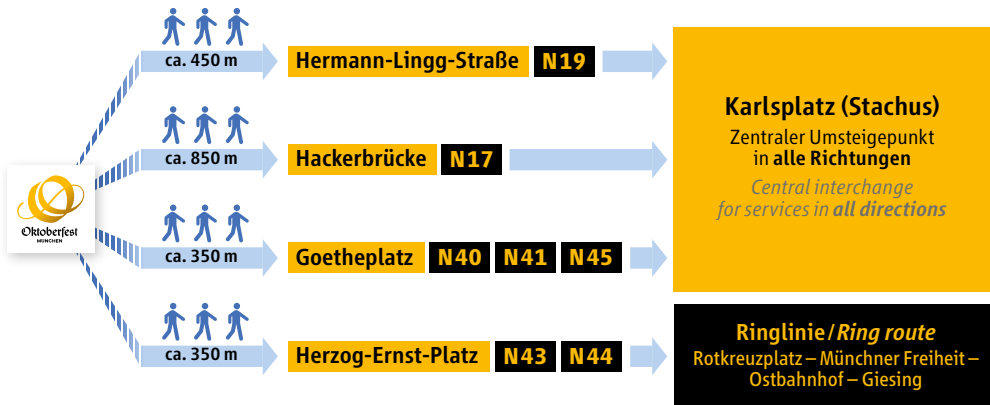 ca. 450 m
Hermann-Lingg-Straße N19
ca. 850 m
Hackerbrücke N17
Oktoberfest
MÜNCHEN
ca. 350 m
Goetheplatz N40 N41 N45
ca. 350 m
Herzog-Ernst-Platz N43 N44
Karlsplatz (Stachus)
Zentraler Umsteigepunkt
in alle Richtungen
Central interchange
for services in all directions
Ringlinie/Ring route
Rotkreuzplatz – Münchner Freiheit –
Ostbahnhof – Giesing